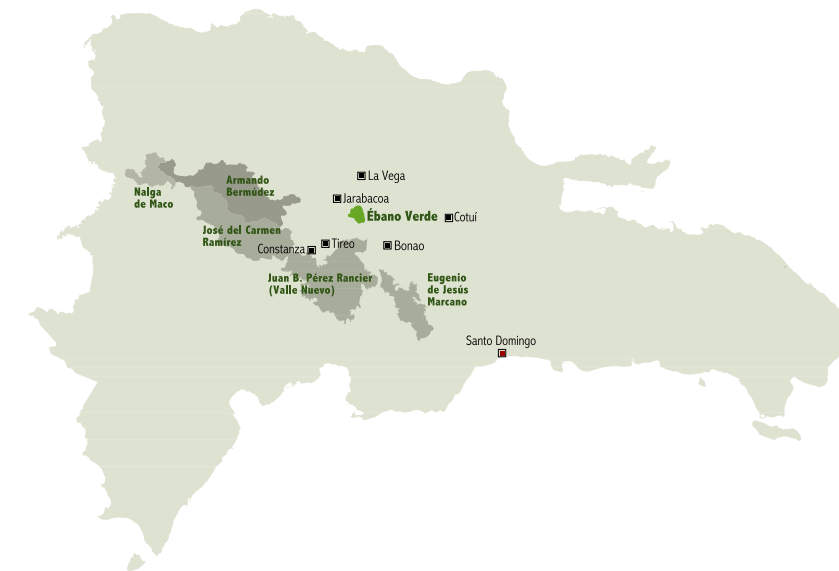 La Vega
Armando
Bermúdez
Nalga
de Maco
Jarabacoa
Ébano Verde
Cotuí
José del Carmen
Ramírez
Constanza
Tireo
Bonao
Juan B. Pérez Rancier
(Valle Nuevo)
Eugenio
de Jesús
Marcano
Santo Domingo